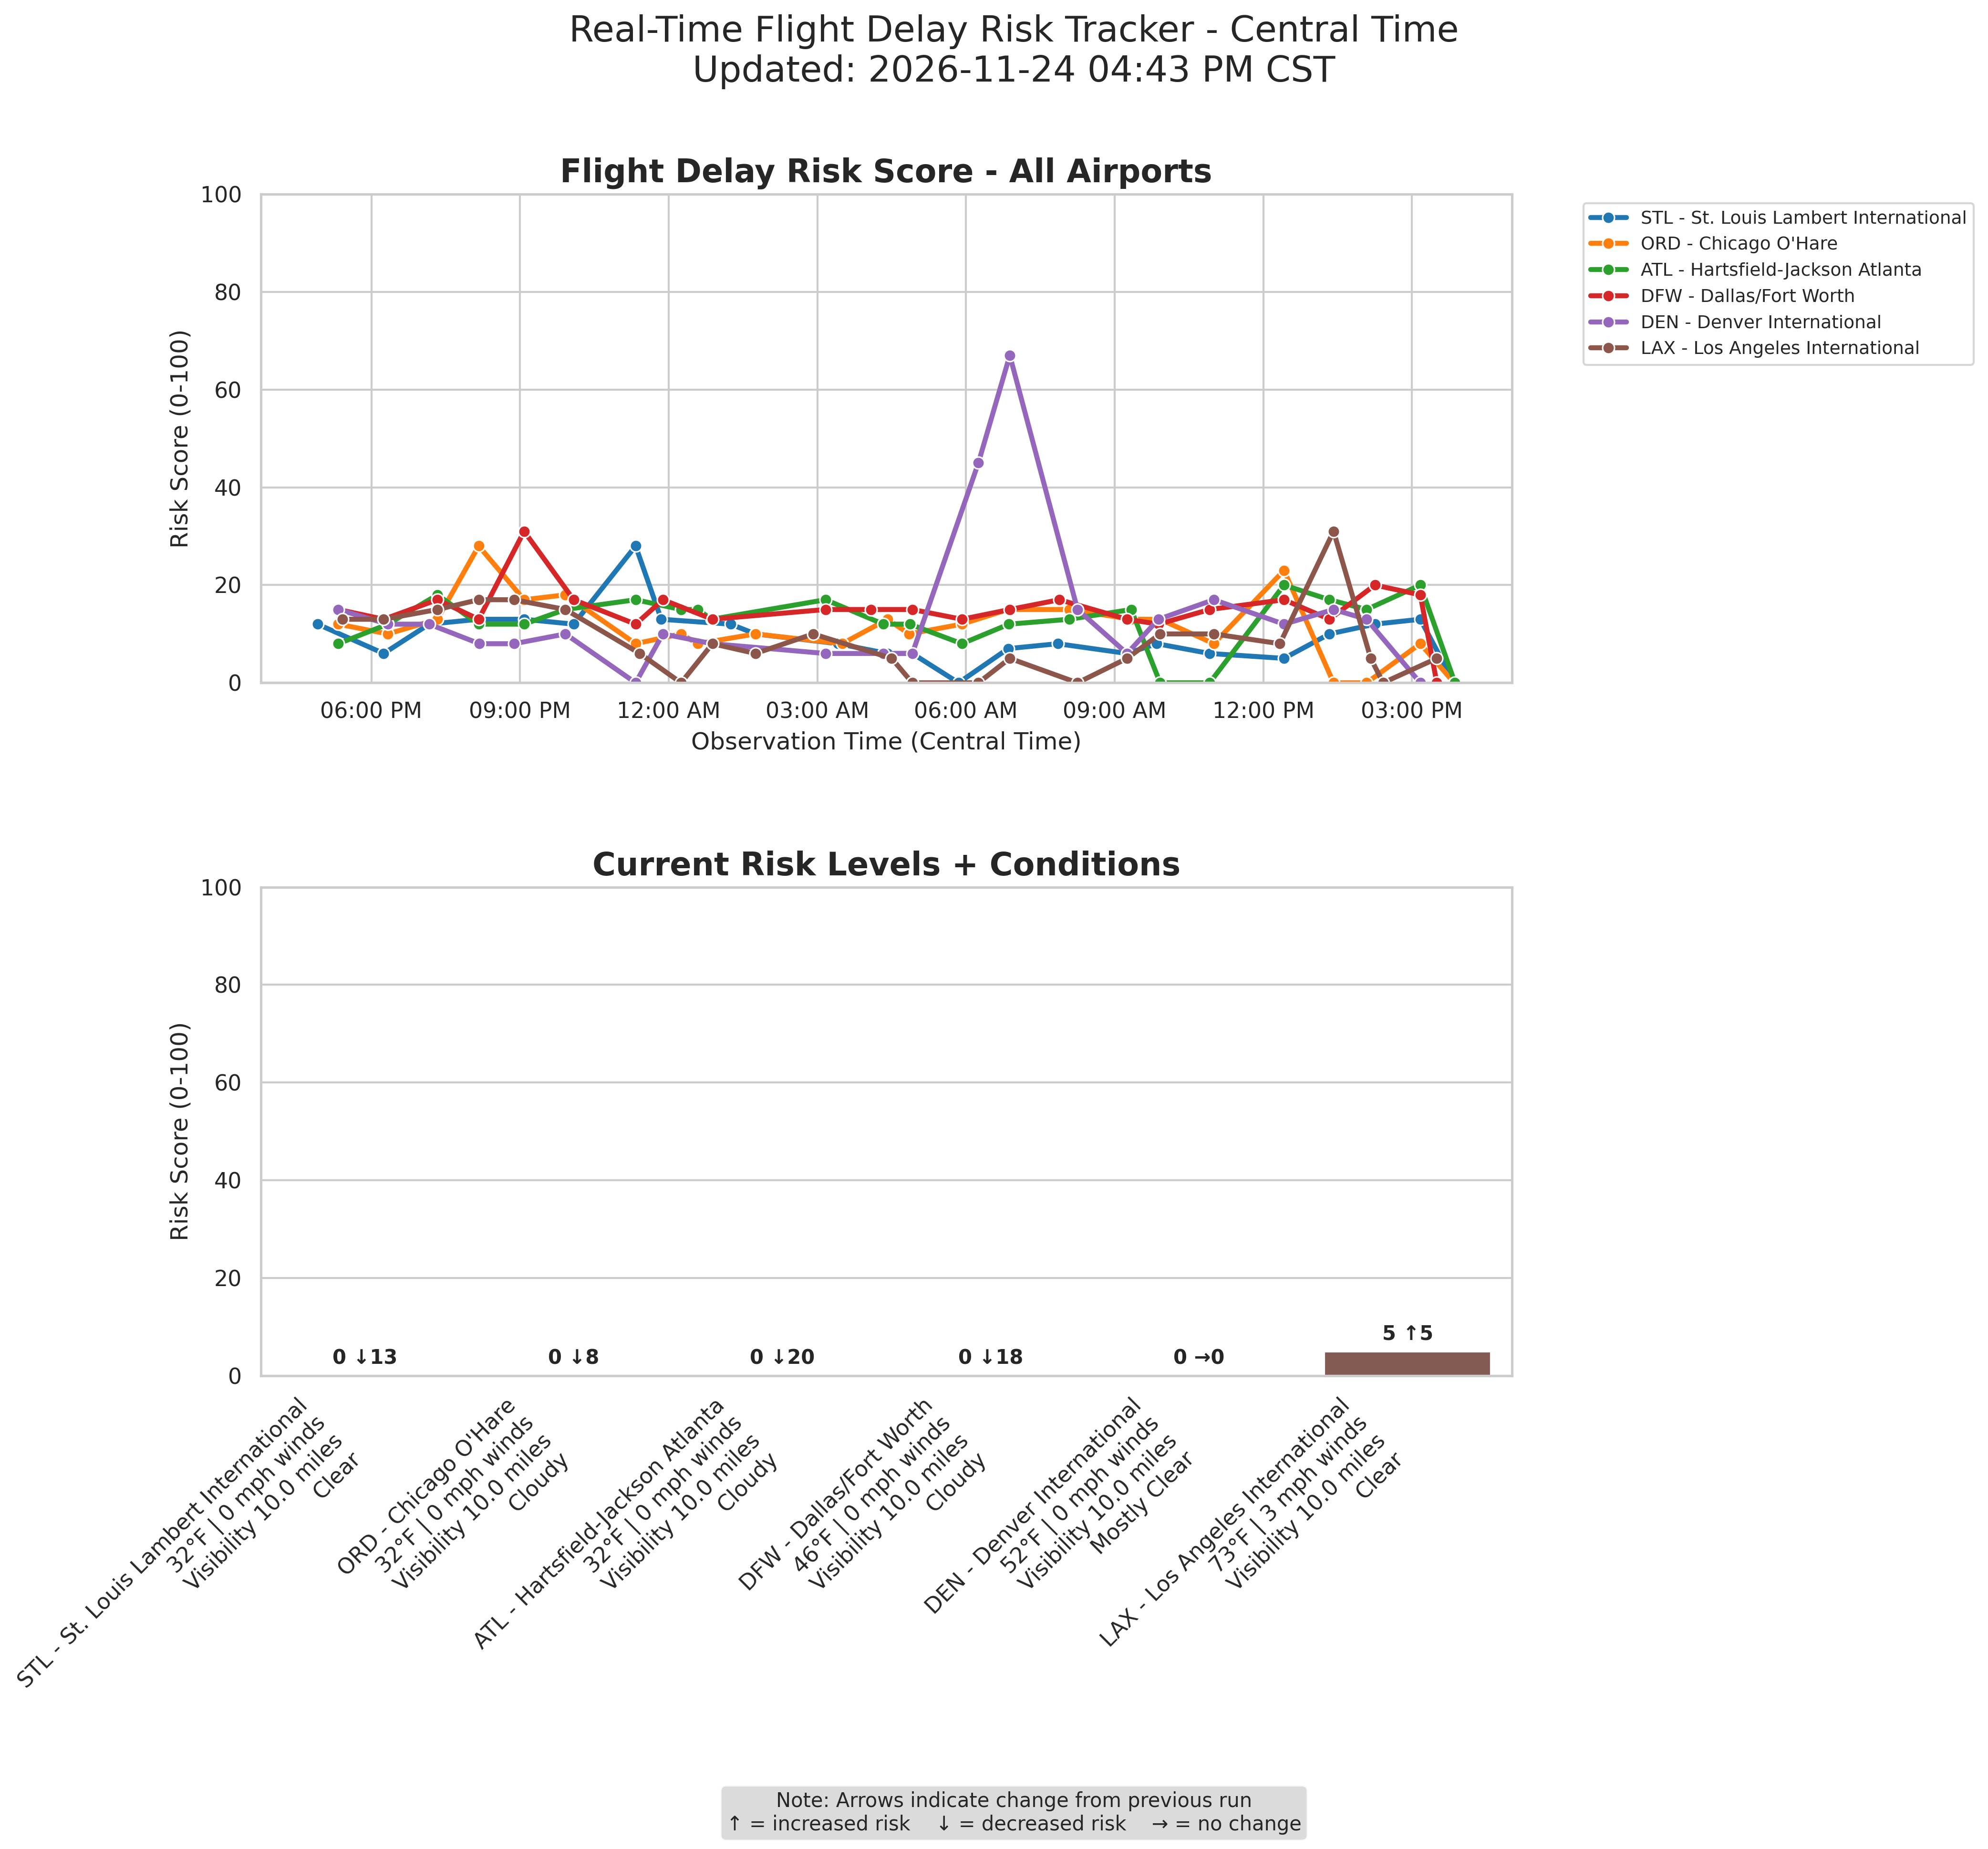 Real-Time Flight Delay Risk Tracker - Central Time
Updated: 2026-11-24 04:43 PM CST
Flight Delay Risk Score - All Airports
Risk Score (0-100)
100
80
60
40
20
0
06:00 PM
09:00 PM
12:00 AM
03:00 AM
06:00 AM
09:00 AM
12:00 PM
03:00 PM
Observation Time (Central Time)
STL - St. Louis Lambert International
ORD - Chicago O'Hare
ATL - Hartsfield-Jackson Atlanta
DFW - Dallas/Fort Worth
DEN - Denver International
LAX - Los Angeles International
Current Risk Levels + Conditions
Risk Score (0-100)
100
80
60
40
20
0
0 ↓13
0 ↓8
0 ↓20
0 ↓18
0 →0
5 ↑5
STL - St. Louis Lambert International
32°F | 0 mph winds
Visibility 10.0 miles
Clear
ORD - Chicago O'Hare
32°F | 0 mph winds
Visibility 10.0 miles
Cloudy
ATL - Hartsfield-Jackson Atlanta
32°F | 0 mph winds
Visibility 10.0 miles
Cloudy
DFW - Dallas/Fort Worth
46°F | 0 mph winds
Visibility 10.0 miles
Cloudy
DEN - Denver International
52°F | 0 mph winds
Visibility 10.0 miles
Mostly Clear
LAX - Los Angeles International
73°F | 3 mph winds
Visibility 10.0 miles
Clear
Note: Arrows indicate change from previous run
↑ = increased risk    ↓ = decreased risk    → = no change